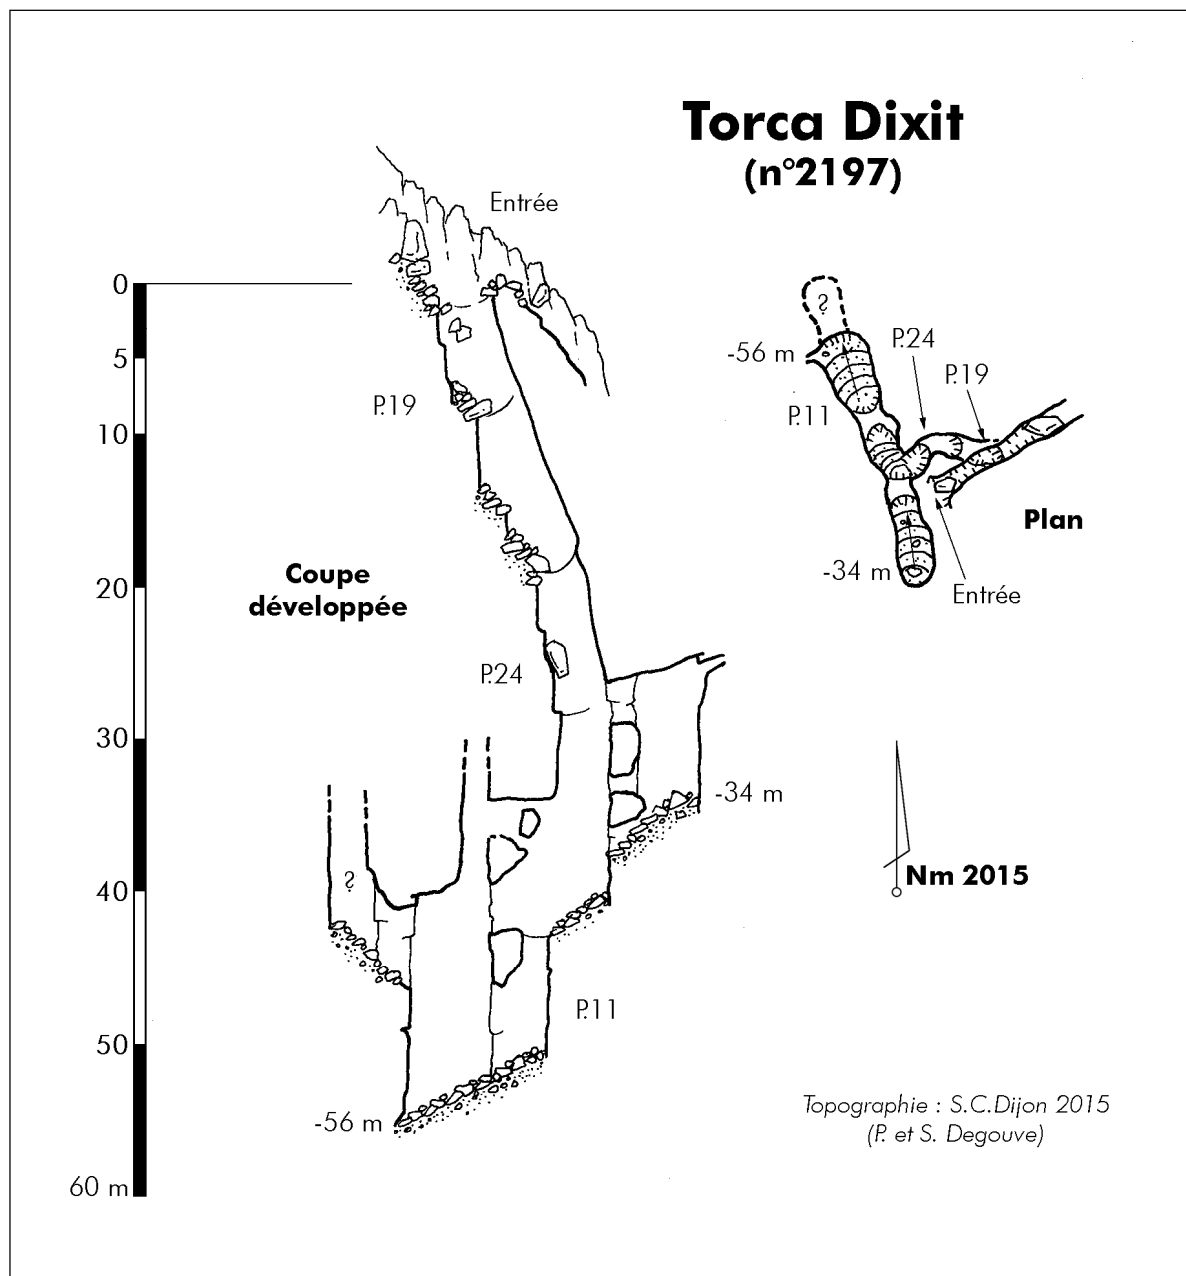 Torca Dixit
(n°2197)
Entrée
0
5
P.19
10
Coupe
développée
20
P.24
30
-34 m
?
40
P.11
50
-56 m
60 m
?
P.24
-56 m
P.19
P.11
Plan
-34 m
Entrée
Nm 2015
Topographie : S.C.Dijon 2015
(P. et S. Degouve)